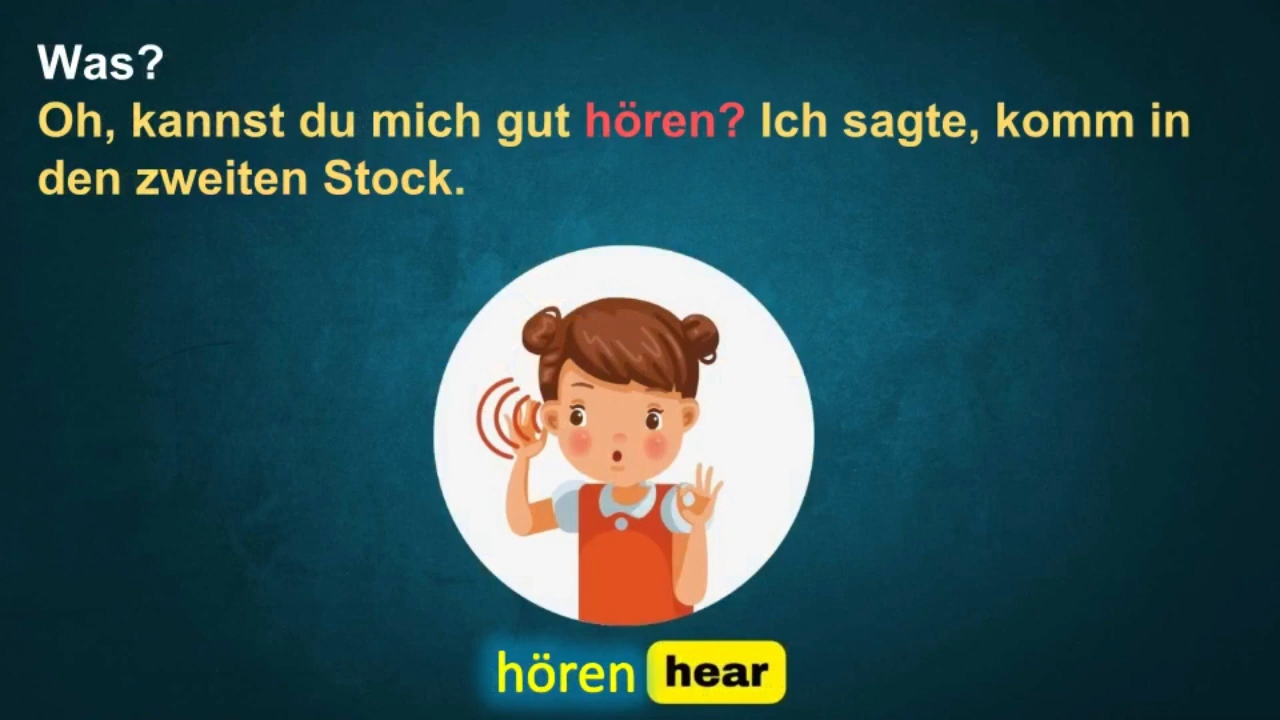 Was?
Oh, kannst du mich gut hören? Ich sagte, komm in
den zweiten Stock.
hören hear